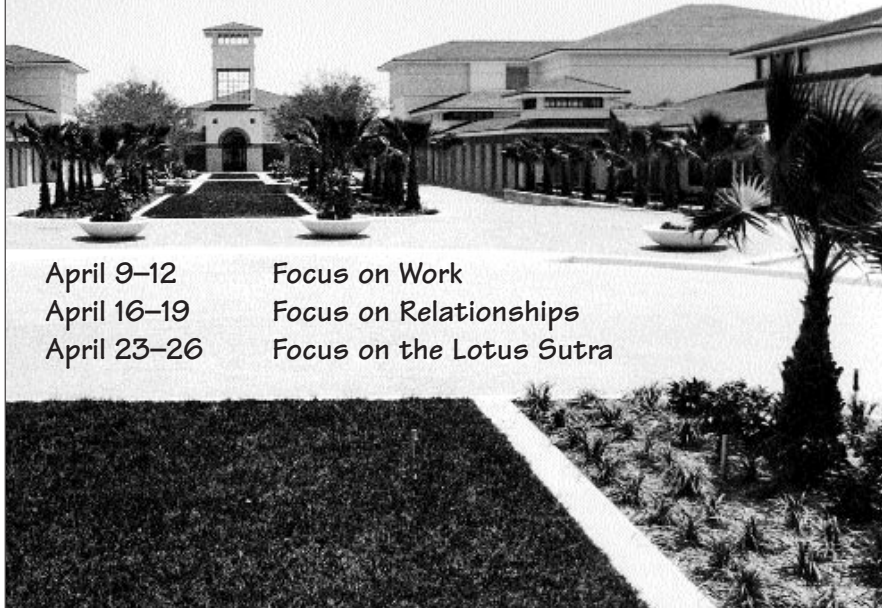 April 9–12 Focus on Work
April 16–19 Focus on Relationships
April 23–26 Focus on the Lotus Sutra